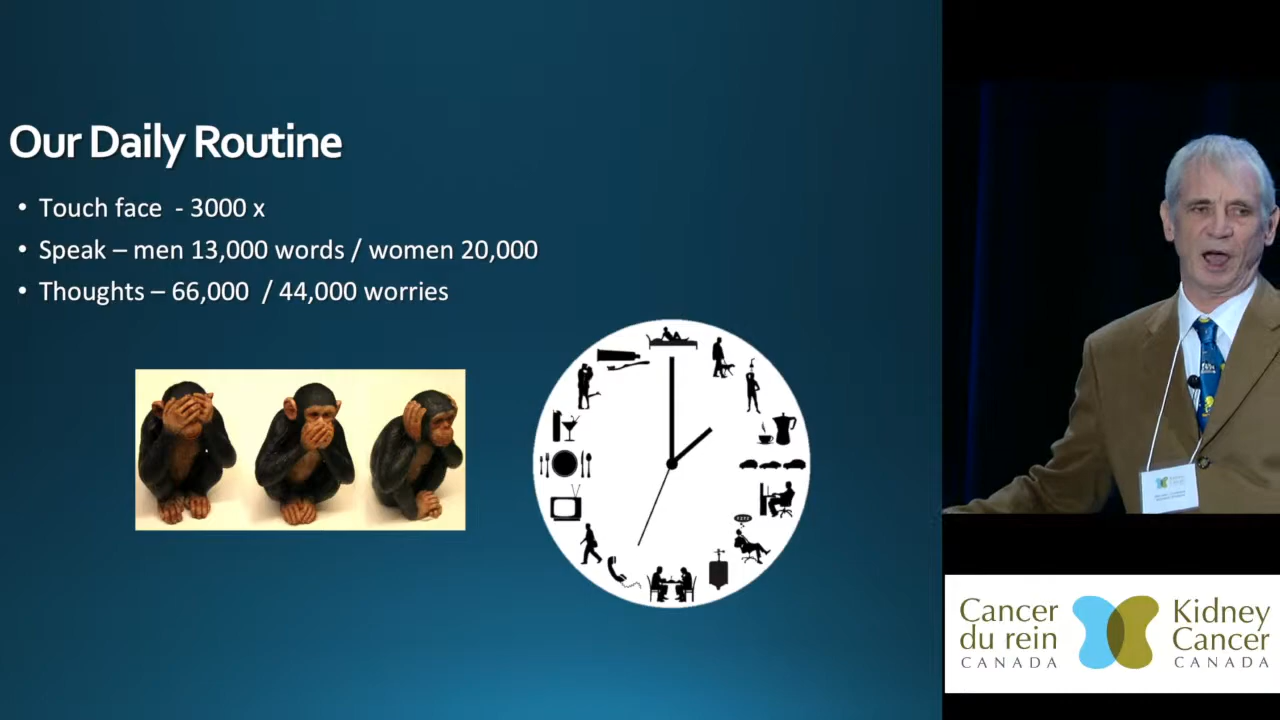 Our Daily Routine
• Touch face - 3000 x
• Speak – men 13,000 words / women 20,000
• Thoughts – 66,000 / 44,000 worries
Cancer
du rein
CANADA
Kidney
Cancer
CANADA